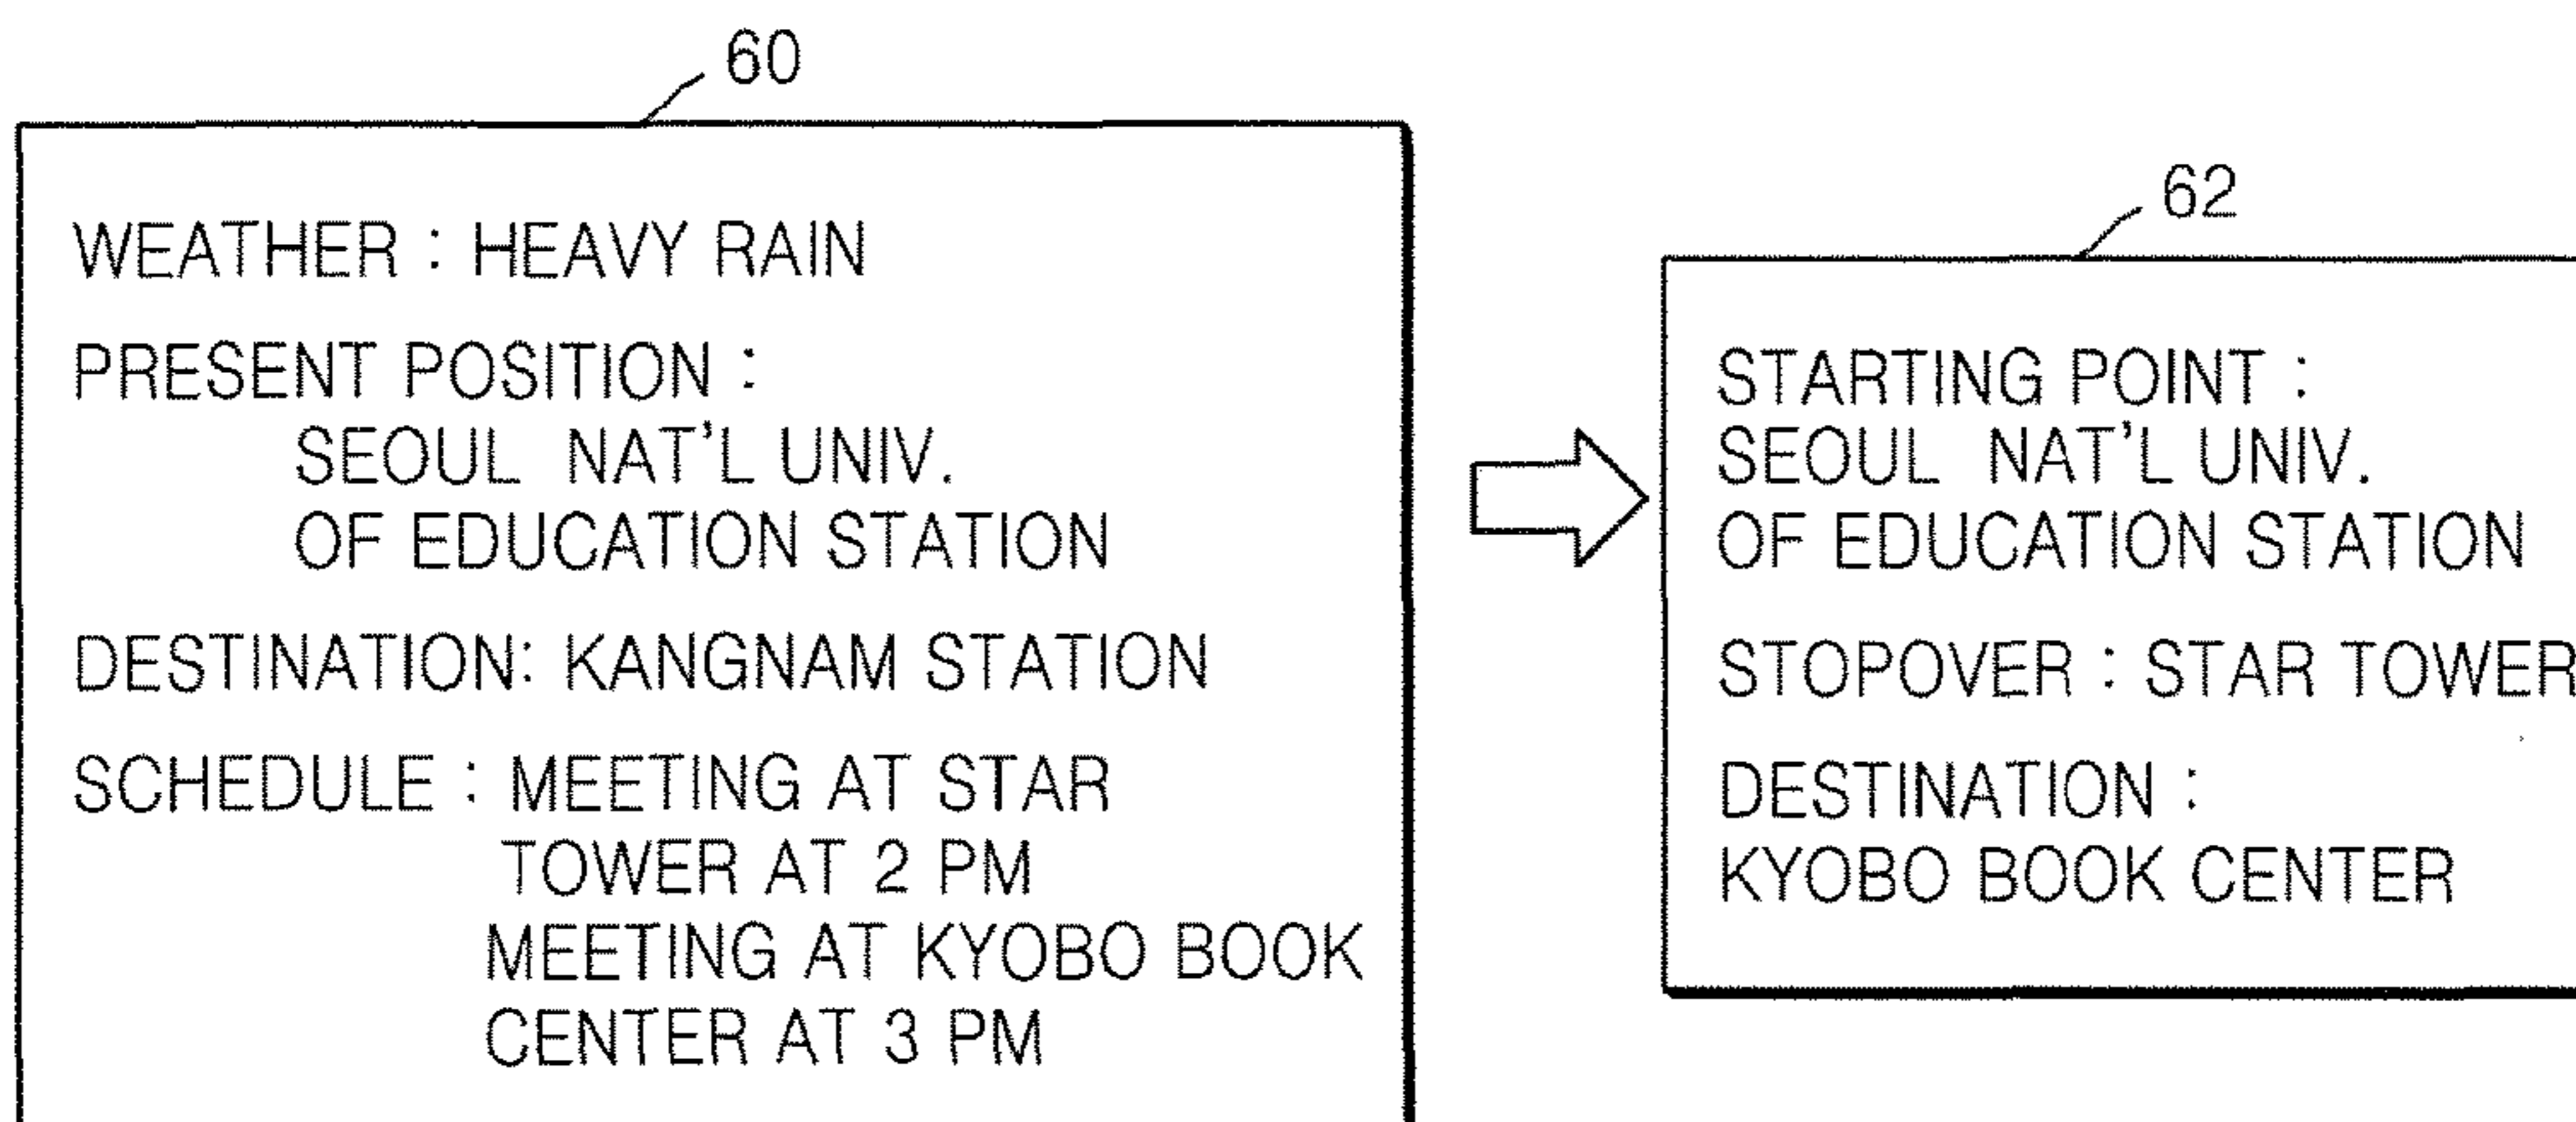 60
WEATHER : HEAVY RAIN
PRESENT POSITION :
SEOUL NAT'L UNIV.
OF EDUCATION STATION
DESTINATION: KANGNAM STATION
SCHEDULE : MEETING AT STAR
TOWER AT 2 PM
MEETING AT KYOBO BOOK
CENTER AT 3 PM
62
STARTING POINT :
SEOUL NAT'L UNIV.
OF EDUCATION STATION
STOPOVER : STAR TOWER
DESTINATION :
KYOBO BOOK CENTER